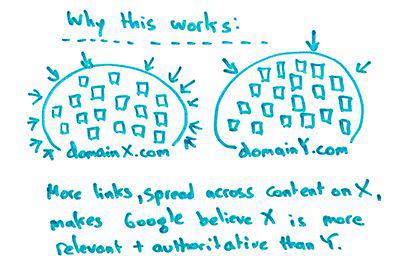 Why this works:
domainX.com
domainY.com
More links, spread across content on X,
makes Google believe X is more
relevant + authoritative than Y.